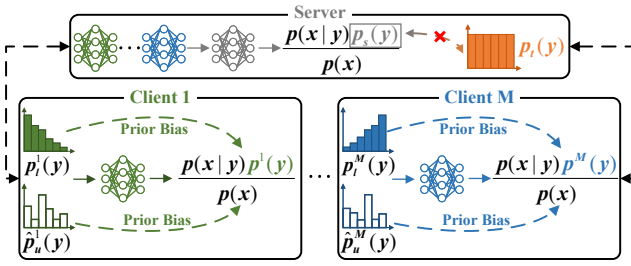 Server
p(x | y) p_s(y)
p(x)
p_t(y)
...
Client 1
Prior Bias
p_l^1(y)
p(x | y) p^1(y)
p(x)
Prior Bias
p̂_u^1(y)
...
Client M
Prior Bias
p_l^M(y)
p(x | y) p^M(y)
p(x)
Prior Bias
p̂_u^M(y)